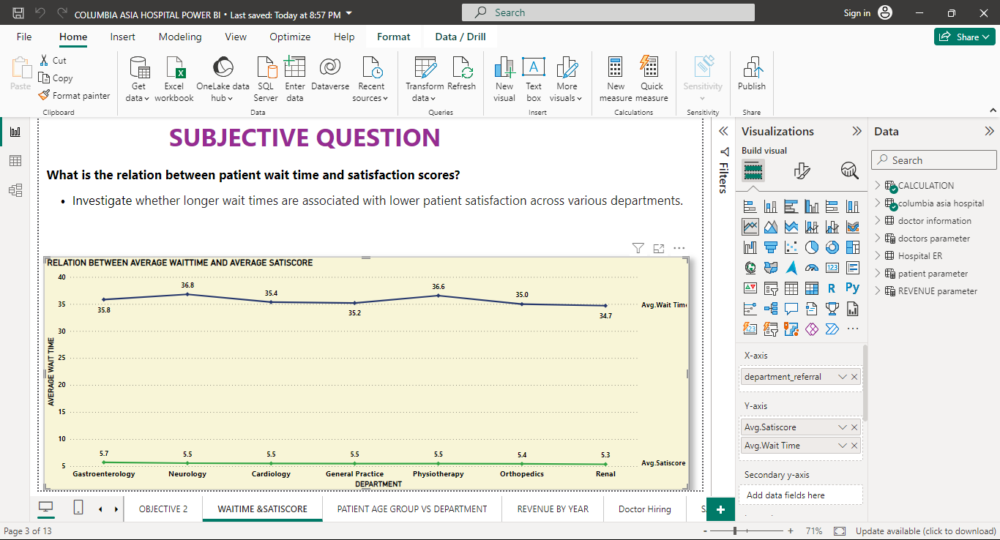 COLUMBIA ASIA HOSPITAL POWER BI • Last saved: Today at 8:57 PM
Search
Sign in
File Home Insert Modeling View Optimize Help Format Data / Drill
Share
Paste
Cut
Copy
Format painter
Get data
Excel workbook
OneLake data hub
SQL Server
Enter data
Dataverse
Recent sources
Transform data
Refresh
New visual
Text box
More visuals
New measure
Quick measure
Sensitivity
Publish
Clipboard Data Queries Insert Calculations Sensitivity Share
SUBJECTIVE QUESTION
What is the relation between patient wait time and satisfaction scores?
• Investigate whether longer wait times are associated with lower patient satisfaction across various departments.
RELATION BETWEEN AVERAGE WAITTIME AND AVERAGE SATISCORE
AVERAGE WAIT TIME
40
35
30
25
20
15
10
5
35.8 36.8 35.4 35.2 36.6 35.0 34.7
Avg.Wait Time
5.7 5.5 5.5 5.5 5.5 5.4 5.3
Avg.Satiscore
Gastroenterology Neurology Cardiology General Practice Physiotherapy Orthopedics Renal
DEPARTMENT
Filters
Visualizations
Build visual
123
R
Py
123
X-axis
department_referral
Y-axis
Avg.Satiscore
Avg.Wait Time
Secondary y-axis
Add data fields here
Data
Search
CALCULATION
columbia asia hospital
doctor information
doctors parameter
Hospital ER
patient parameter
REVENUE parameter
OBJECTIVE 2 WAITIME &SATISCORE PATIENT AGE GROUP VS DEPARTMENT REVENUE BY YEAR Doctor Hiring
Page 3 of 13
- + 71% Update available (click to download)